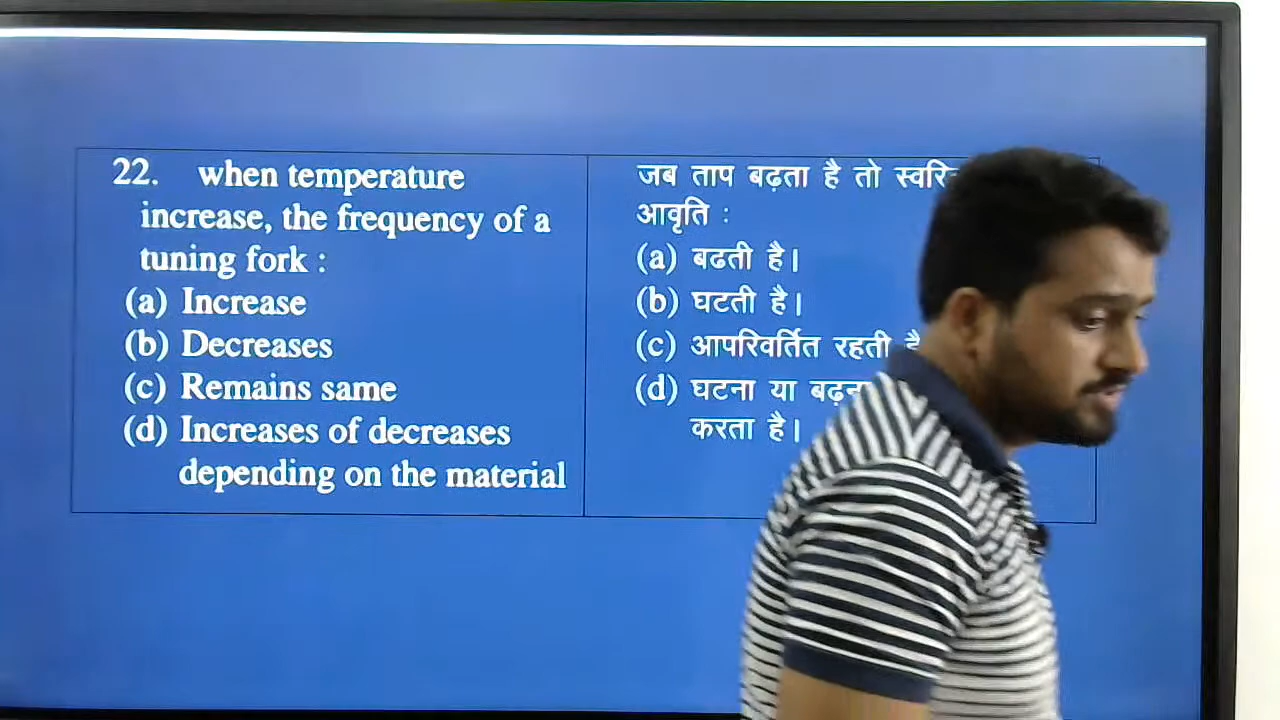 22. when temperature
increase, the frequency of a
tuning fork :
(a) Increase
(b) Decreases
(c) Remains same
(d) Increases of decreases
depending on the material
जब ताप बढ़ता है तो
आवृति :
(a) बढती है।
(b) घटती है।
(c) आपरिवर्तित रहती है
(d) घटना या
करता है।